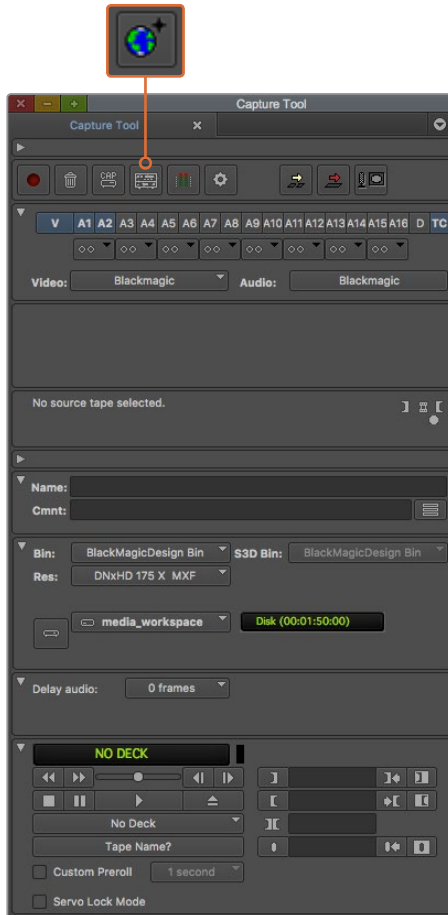 Capture Tool
Capture Tool
CAP
V A1 A2 A3 A4 A5 A6 A7 A8 A9 A10 A11 A12 A13 A14 A15 A16 D TC
Video: Blackmagic Audio: Blackmagic
No source tape selected.
Name:
Cmnt:
Bin: BlackMagicDesign Bin S3D Bin: BlackMagicDesign Bin
Res: DNxHD 175 X MXF
media_workspace Disk (00:01:50:00)
Delay audio: 0 frames
NO DECK
No Deck
Tape Name?
Custom Preroll 1 second
Servo Lock Mode